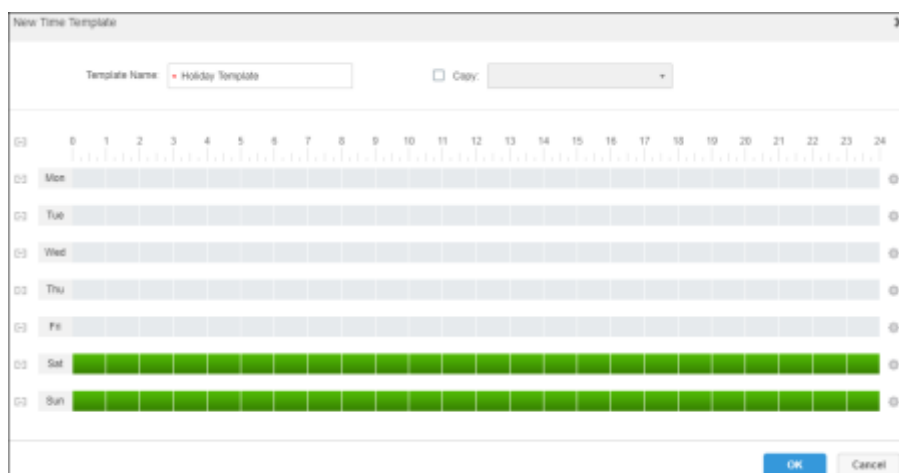 New Time Template
Template Name: * Holiday Template Copy:
0 1 2 3 4 5 6 7 8 9 10 11 12 13 14 15 16 17 18 19 20 21 22 23 24
Mon
Tue
Wed
Thu
Fri
Sat
Sun
OK Cancel